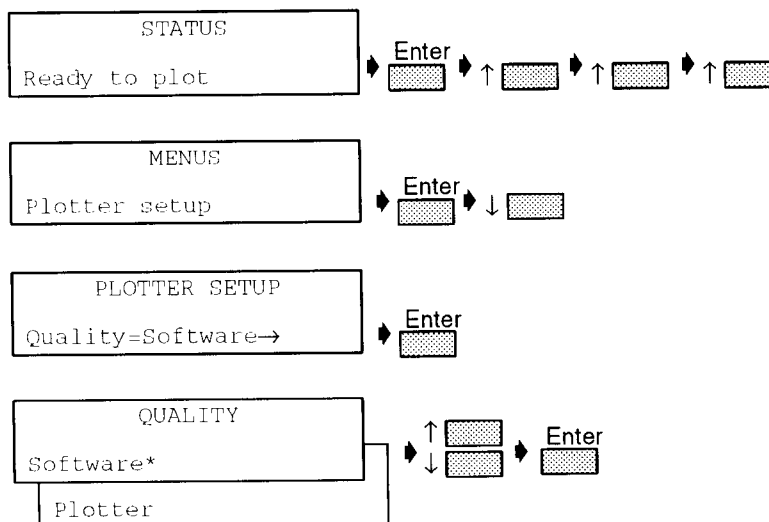 STATUS
Ready to plot
Enter
↑ ↑ ↑
MENUS
Plotter setup
Enter
↓
PLOTTER SETUP
Quality=Software→
Enter
QUALITY
Software*
↑
↓
Enter
Plotter